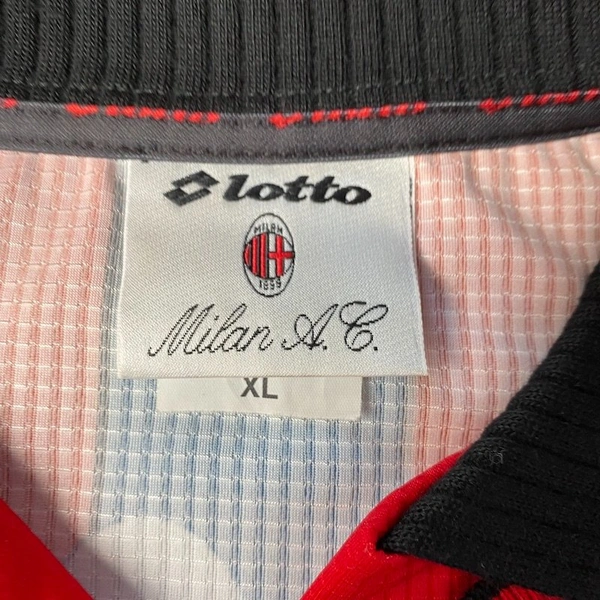 lotto
MILAN
1899
Milan A.C.
XL